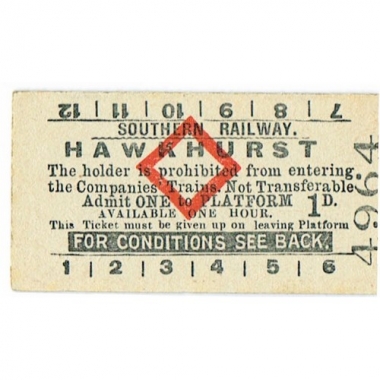 12 | 11 | 10 | 9 | 8 | 7
SOUTHERN RAILWAY.
HAWKHURST
The holder is prohibited from entering
the Companies Trains. Not Transferable
Admit ONE to PLATFORM 1D.
AVAILABLE ONE HOUR.
This Ticket must be given up on leaving Platform
FOR CONDITIONS SEE BACK.
1 | 2 | 3 | 4 | 5 | 6
4964